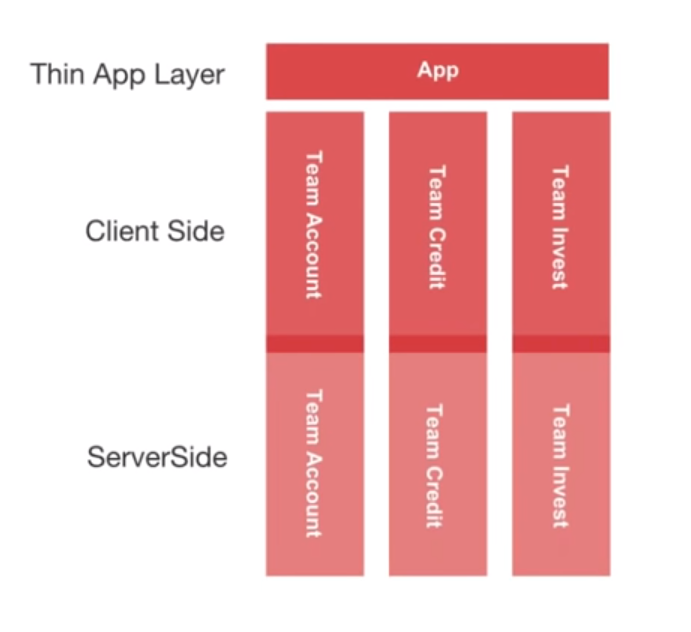 Thin App Layer
App
Client Side
Team Account
Team Credit
Team Invest
ServerSide
Team Account
Team Credit
Team Invest